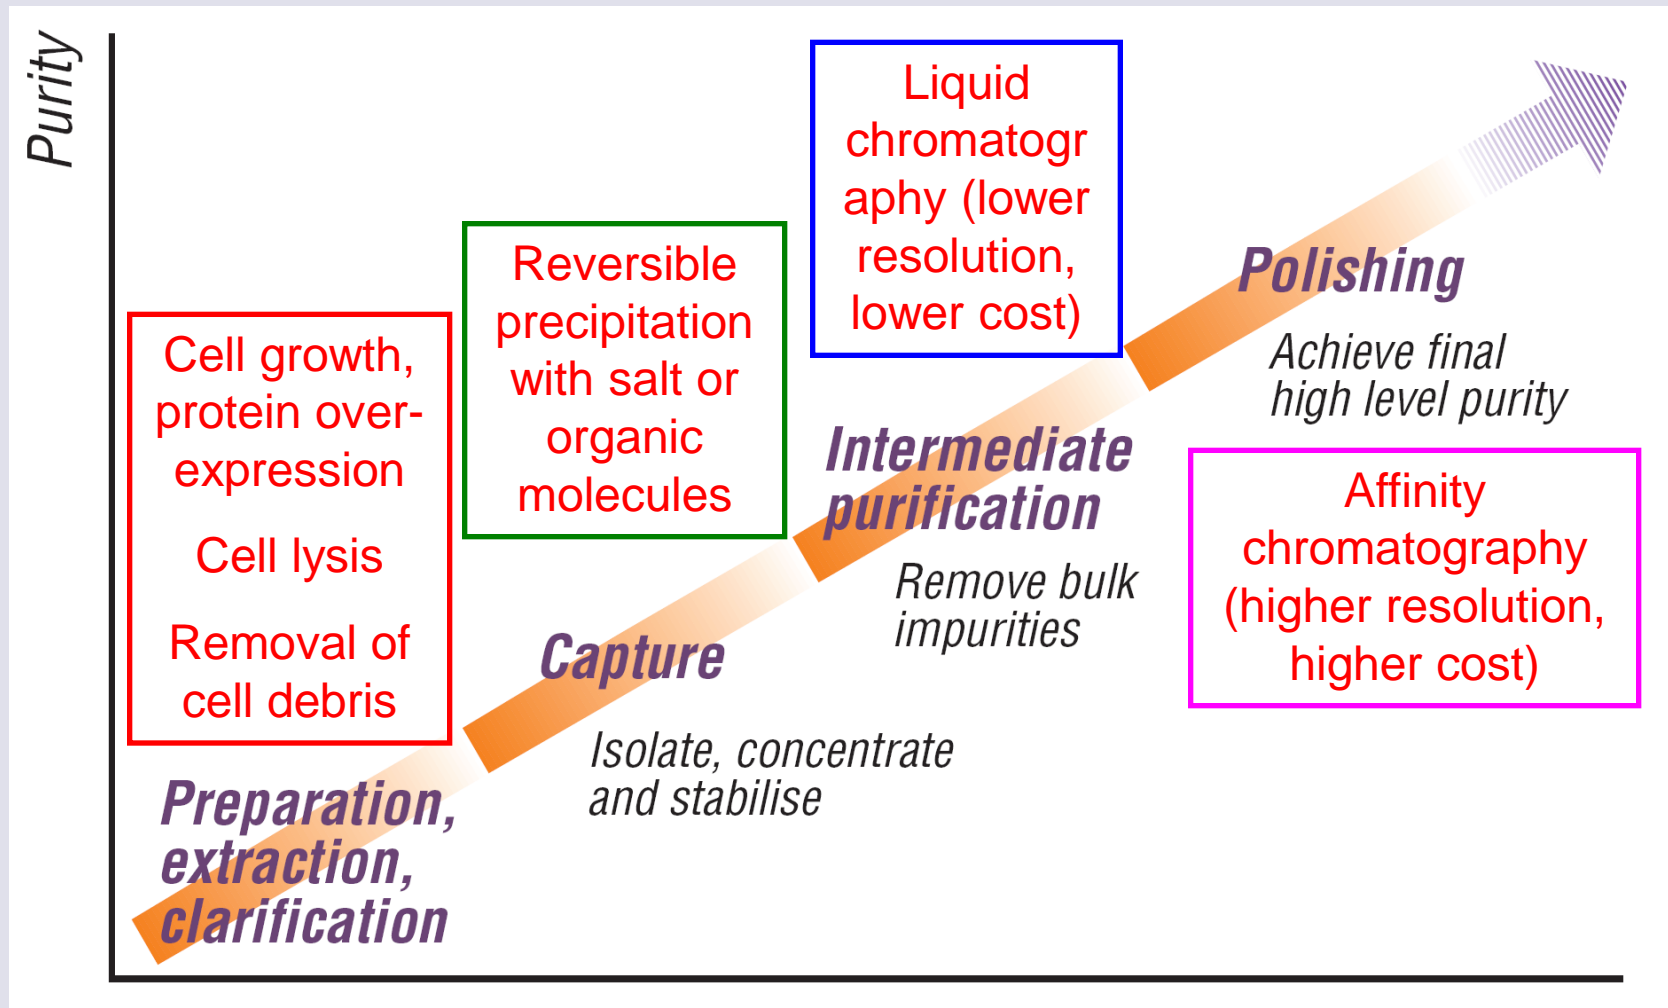 Purity
Cell growth,
protein over-
expression
Cell lysis
Removal of
cell debris
Preparation,
extraction,
clarification
Reversible
precipitation
with salt or
organic
molecules
Capture
Isolate, concentrate
and stabilise
Liquid
chromatogr
aphy (lower
resolution,
lower cost)
Intermediate
purification
Remove bulk
impurities
Polishing
Achieve final
high level purity
Affinity
chromatography
(higher resolution,
higher cost)